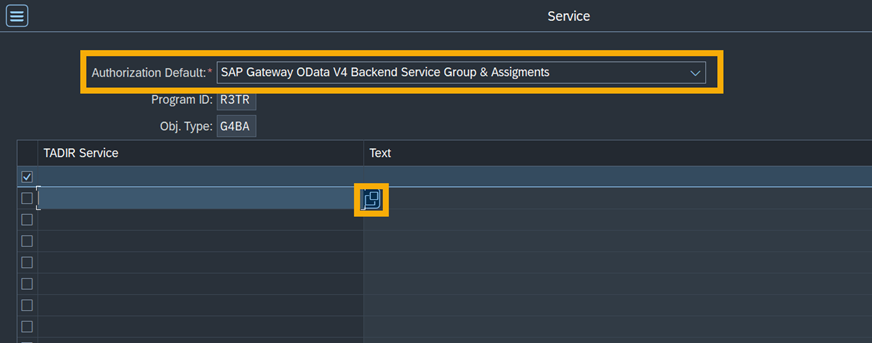 Service
Authorization Default:* SAP Gateway OData V4 Backend Service Group & Assigments
Program ID: R3TR
Obj. Type: G4BA
TADIR Service Text